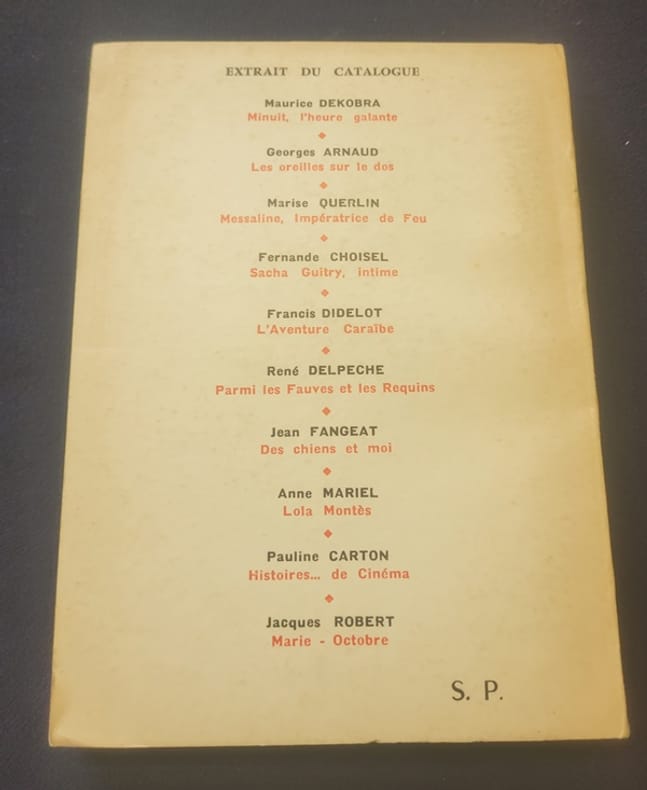 EXTRAIT DU CATALOGUE
Maurice DEKOBRA
Minuit, l'heure galante
Georges ARNAUD
Les oreilles sur le dos
Marise QUERLIN
Messaline, Impératrice de Feu
Fernande CHOISEL
Sacha Guitry, intime
Francis DIDELOT
L'Aventure Caraïbe
René DELPECHE
Parmi les Fauves et les Requins
Jean FANGEAT
Des chiens et moi
Anne MARIEL
Lola Montès
Pauline CARTON
Histoires... de Cinéma
Jacques ROBERT
Marie - Octobre
S. P.